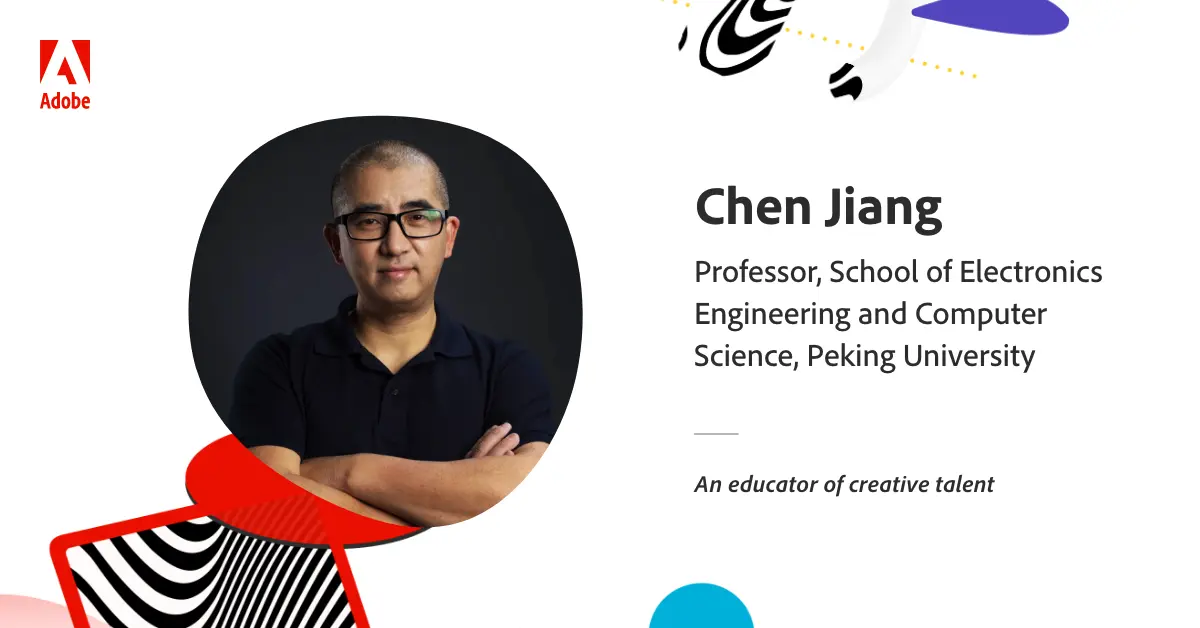 Adobe
Chen Jiang
Professor, School of Electronics
Engineering and Computer
Science, Peking University
An educator of creative talent